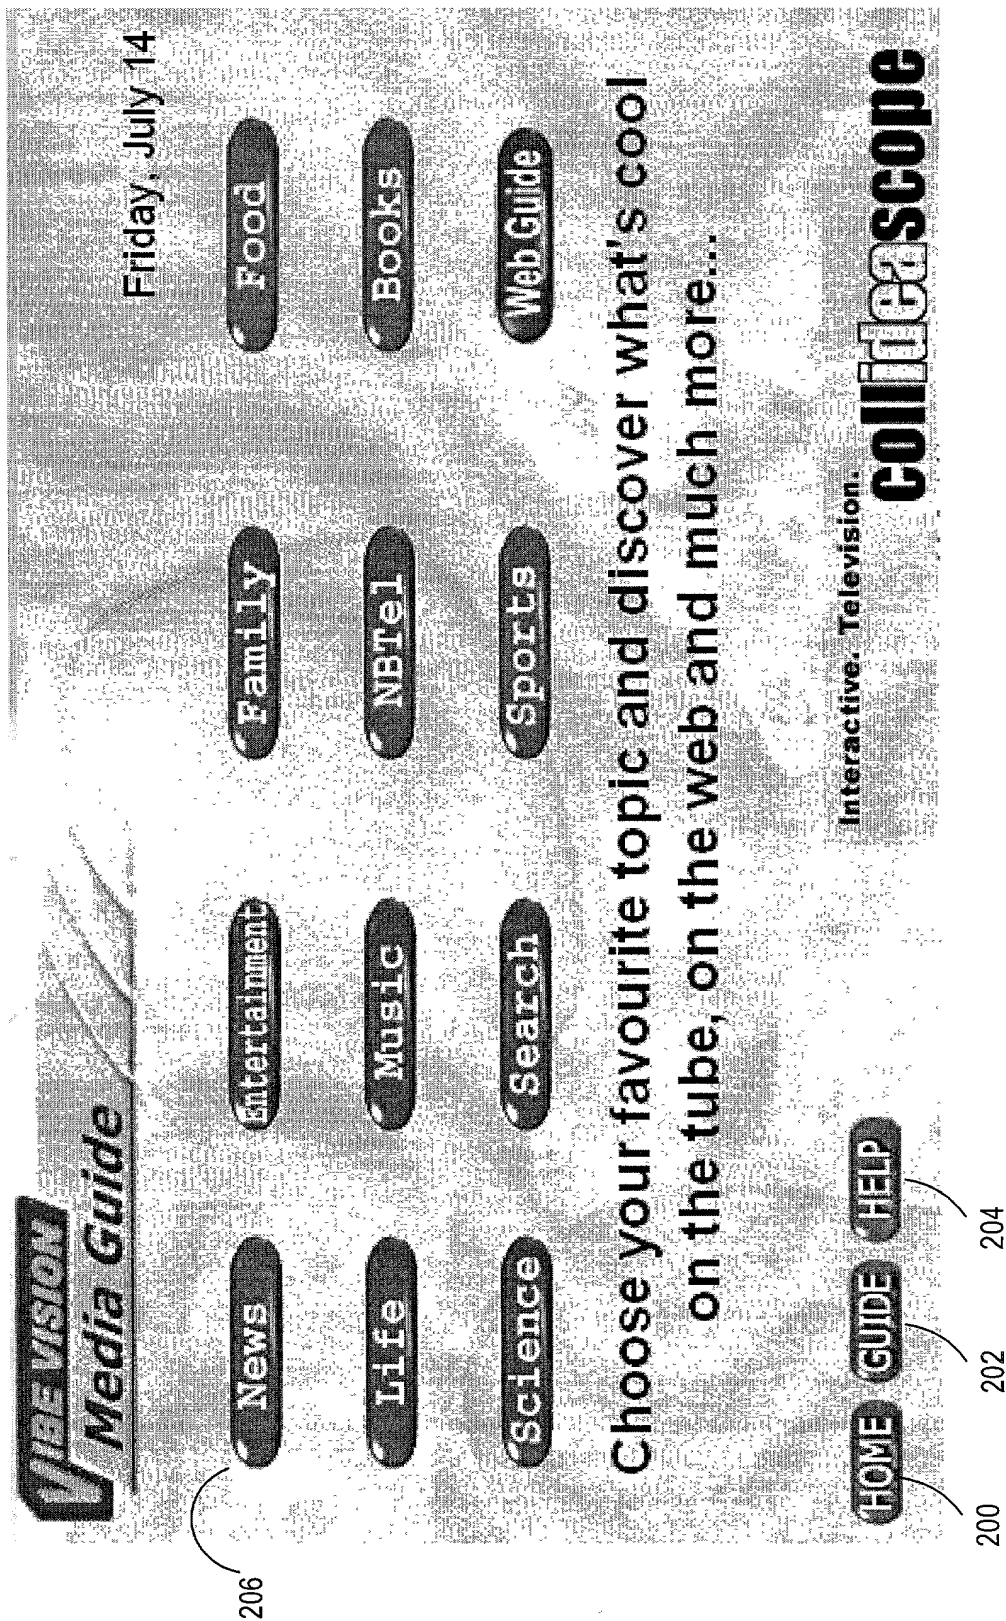 VIBE VISION
Media Guide
Friday, July 14
News Entertainment Family Food
Life Music NBTel Books
Science Search Sports Web Guide
Choose your favourite topic and discover what's cool
on the tube, on the web and much more...
HOME GUIDE HELP
Interactive. Television.
collideascope
206
200 202 204